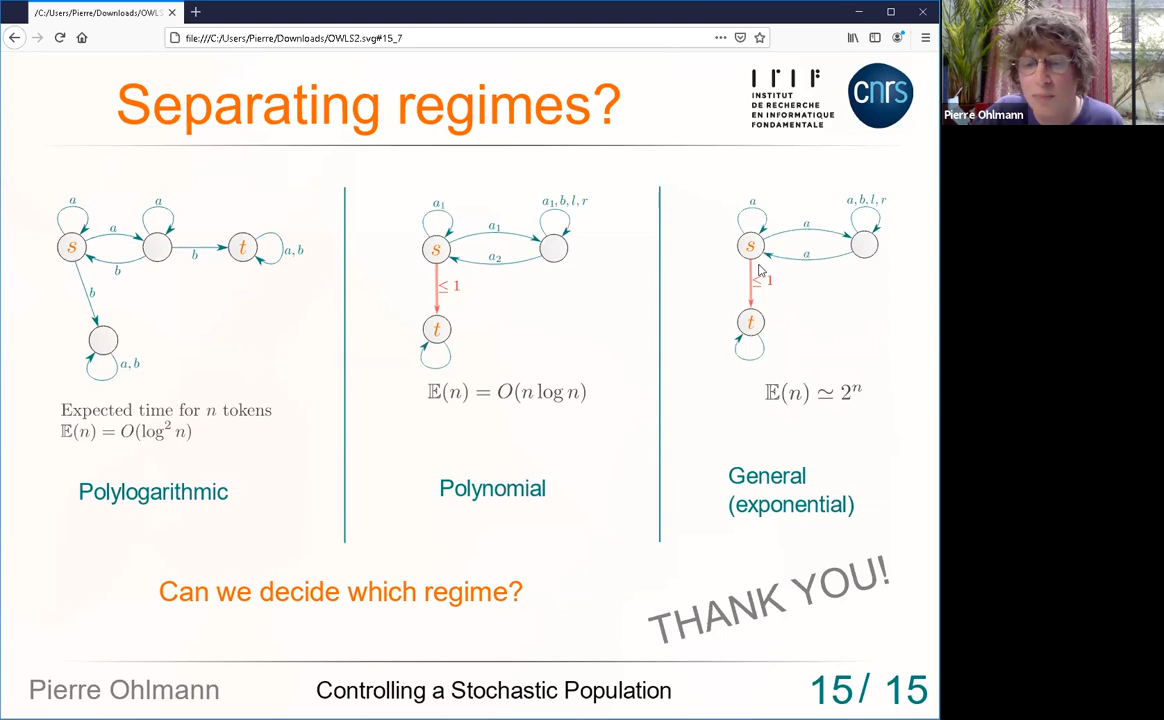 /C:/Users/Pierre/Downloads/OWLS
file:///C:/Users/Pierre/Downloads/OWLS2.svg#15_7
Separating regimes?
INSTITUT
DE RECHERCHE
EN INFORMATIQUE
FONDAMENTALE
cnrs
Pierre Ohlmann
a
a
a
b
b
b
a, b
a, b
s
t
Expected time for n tokens
𝔼(n) = O(log² n)
Polylogarithmic
a₁
a₁
a₂
a₁, b, l, r
s
≤ 1
t
𝔼(n) = O(n log n)
Polynomial
a
a
a
a, b, l, r
s
≤ 1
t
𝔼(n) ≃ 2ⁿ
General
(exponential)
Can we decide which regime?
THANK YOU!
Pierre Ohlmann
Controlling a Stochastic Population
15/ 15